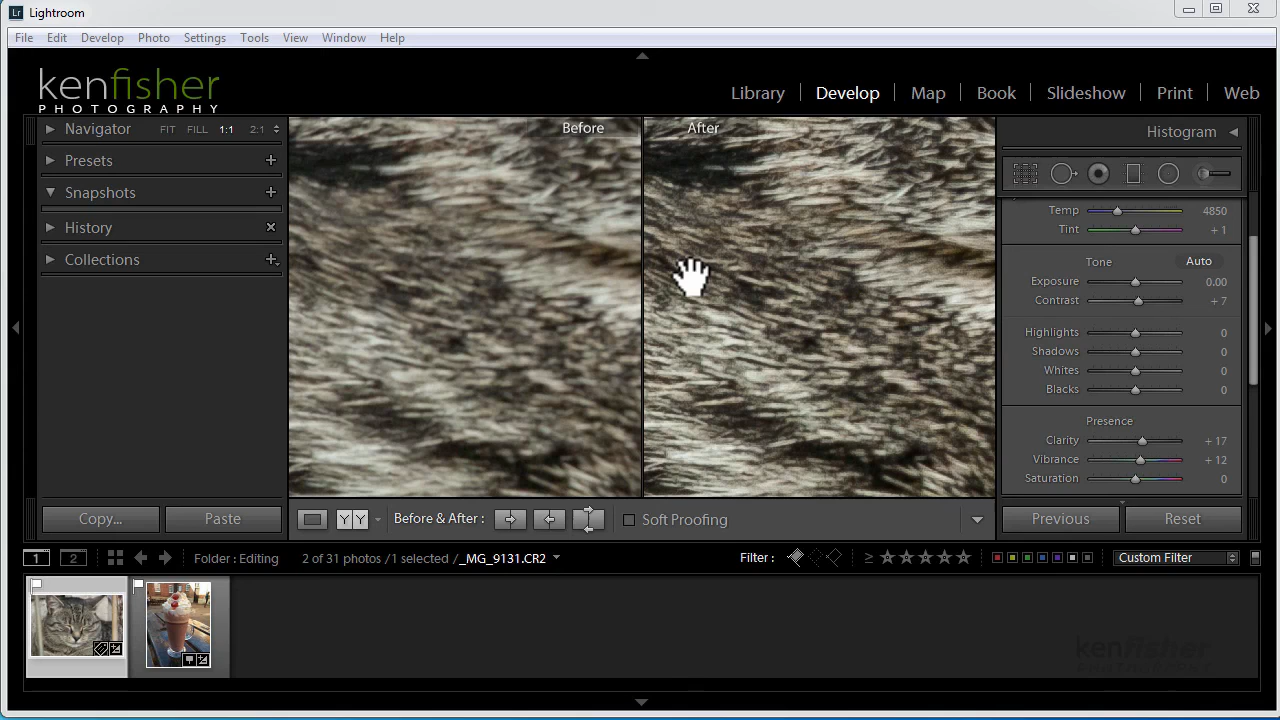 Lr Lightroom
File Edit Develop Photo Settings Tools View Window Help
kenfisher
PHOTOGRAPHY
Library Develop Map Book Slideshow Print Web
Navigator FIT FILL 1:1 2:1
Before After
Histogram
Presets
Snapshots
History
Collections
Temp 4850
Tint + 1
Tone Auto
Exposure 0.00
Contrast + 7
Highlights 0
Shadows 0
Whites 0
Blacks 0
Presence
Clarity + 17
Vibrance + 12
Saturation 0
Copy... Paste
Y Y Before & After : Soft Proofing
Previous Reset
1 2 Folder : Editing 2 of 31 photos /1 selected /_MG_9131.CR2 Filter : ≥ Custom Filter
kenfisher
PHOTOGRAPHY